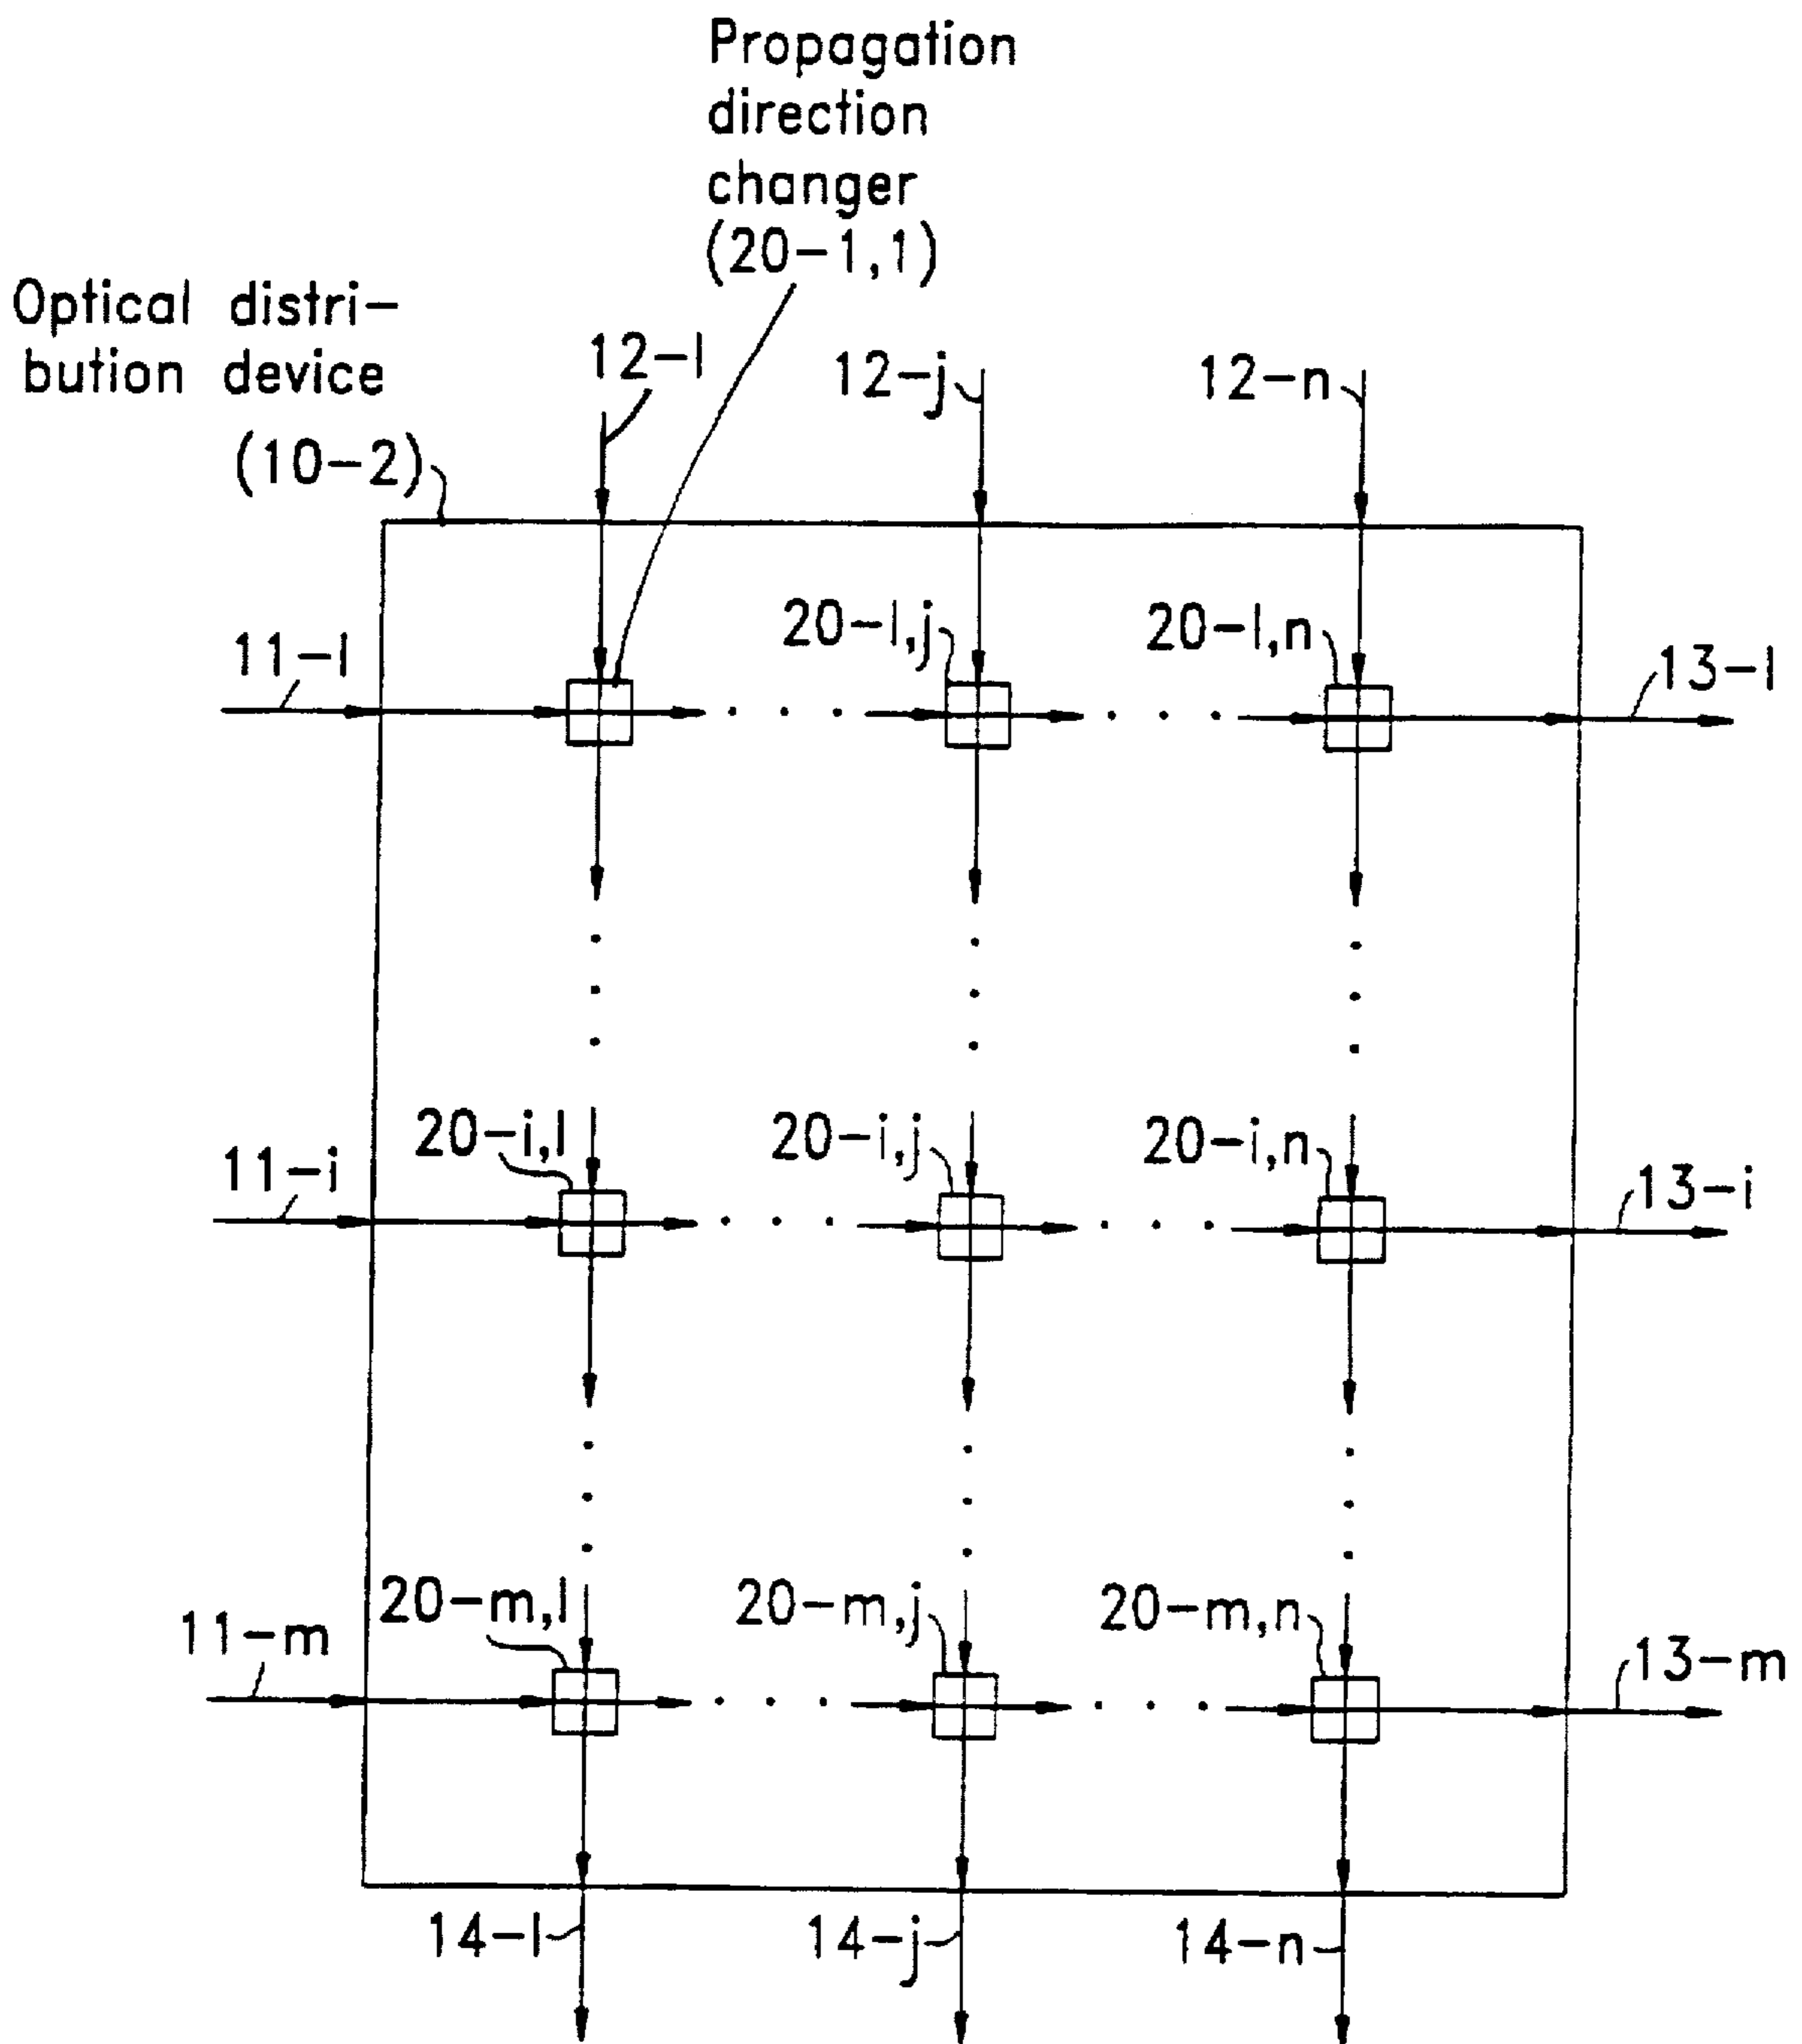 Propagation
direction
changer
(20-1,1)
Optical distri-
bution device
(10-2)
12-l
12-j
12-n
20-l,j
20-l,n
11-l
13-l
20-i,l
20-i,j
20-i,n
11-i
13-i
20-m,l
20-m,j
20-m,n
11-m
13-m
14-l
14-j
14-n